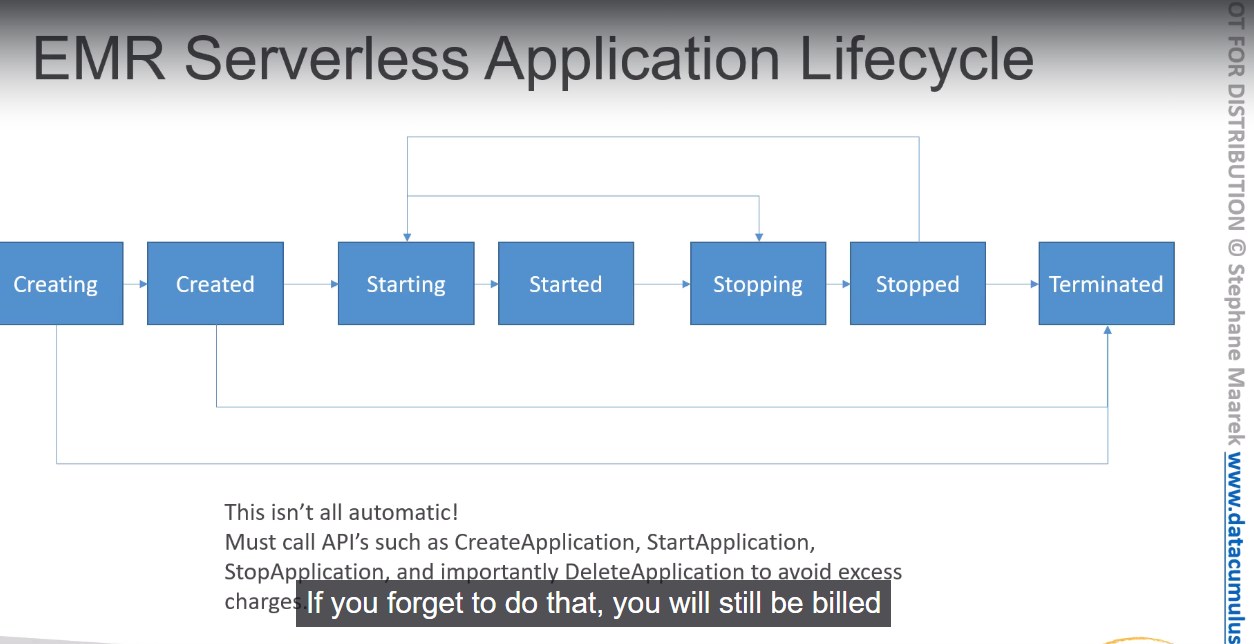 EMR Serverless Application Lifecycle
Creating
Created
Starting
Started
Stopping
Stopped
Terminated
This isn't all automatic!
Must call API's such as CreateApplication, StartApplication,
StopApplication, and importantly DeleteApplication to avoid excess
charges.
If you forget to do that, you will still be billed
OT FOR DISTRIBUTION © Stephane Maarek www.datacumulus